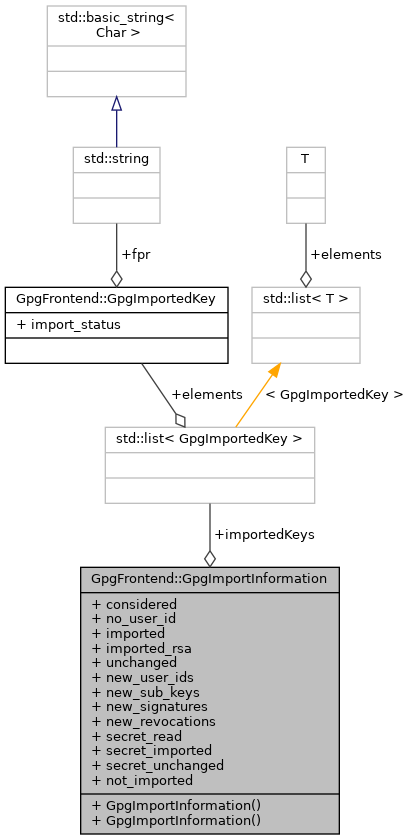 std::basic_string<
Char >
std::string
T
+fpr
+elements
GpgFrontend::GpgImportedKey
+ import_status
std::list< T >
+elements
< GpgImportedKey >
std::list< GpgImportedKey >
+importedKeys
GpgFrontend::GpgImportInformation
+ considered
+ no_user_id
+ imported
+ imported_rsa
+ unchanged
+ new_user_ids
+ new_sub_keys
+ new_signatures
+ new_revocations
+ secret_read
+ secret_imported
+ secret_unchanged
+ not_imported
+ GpgImportInformation()
+ GpgImportInformation()